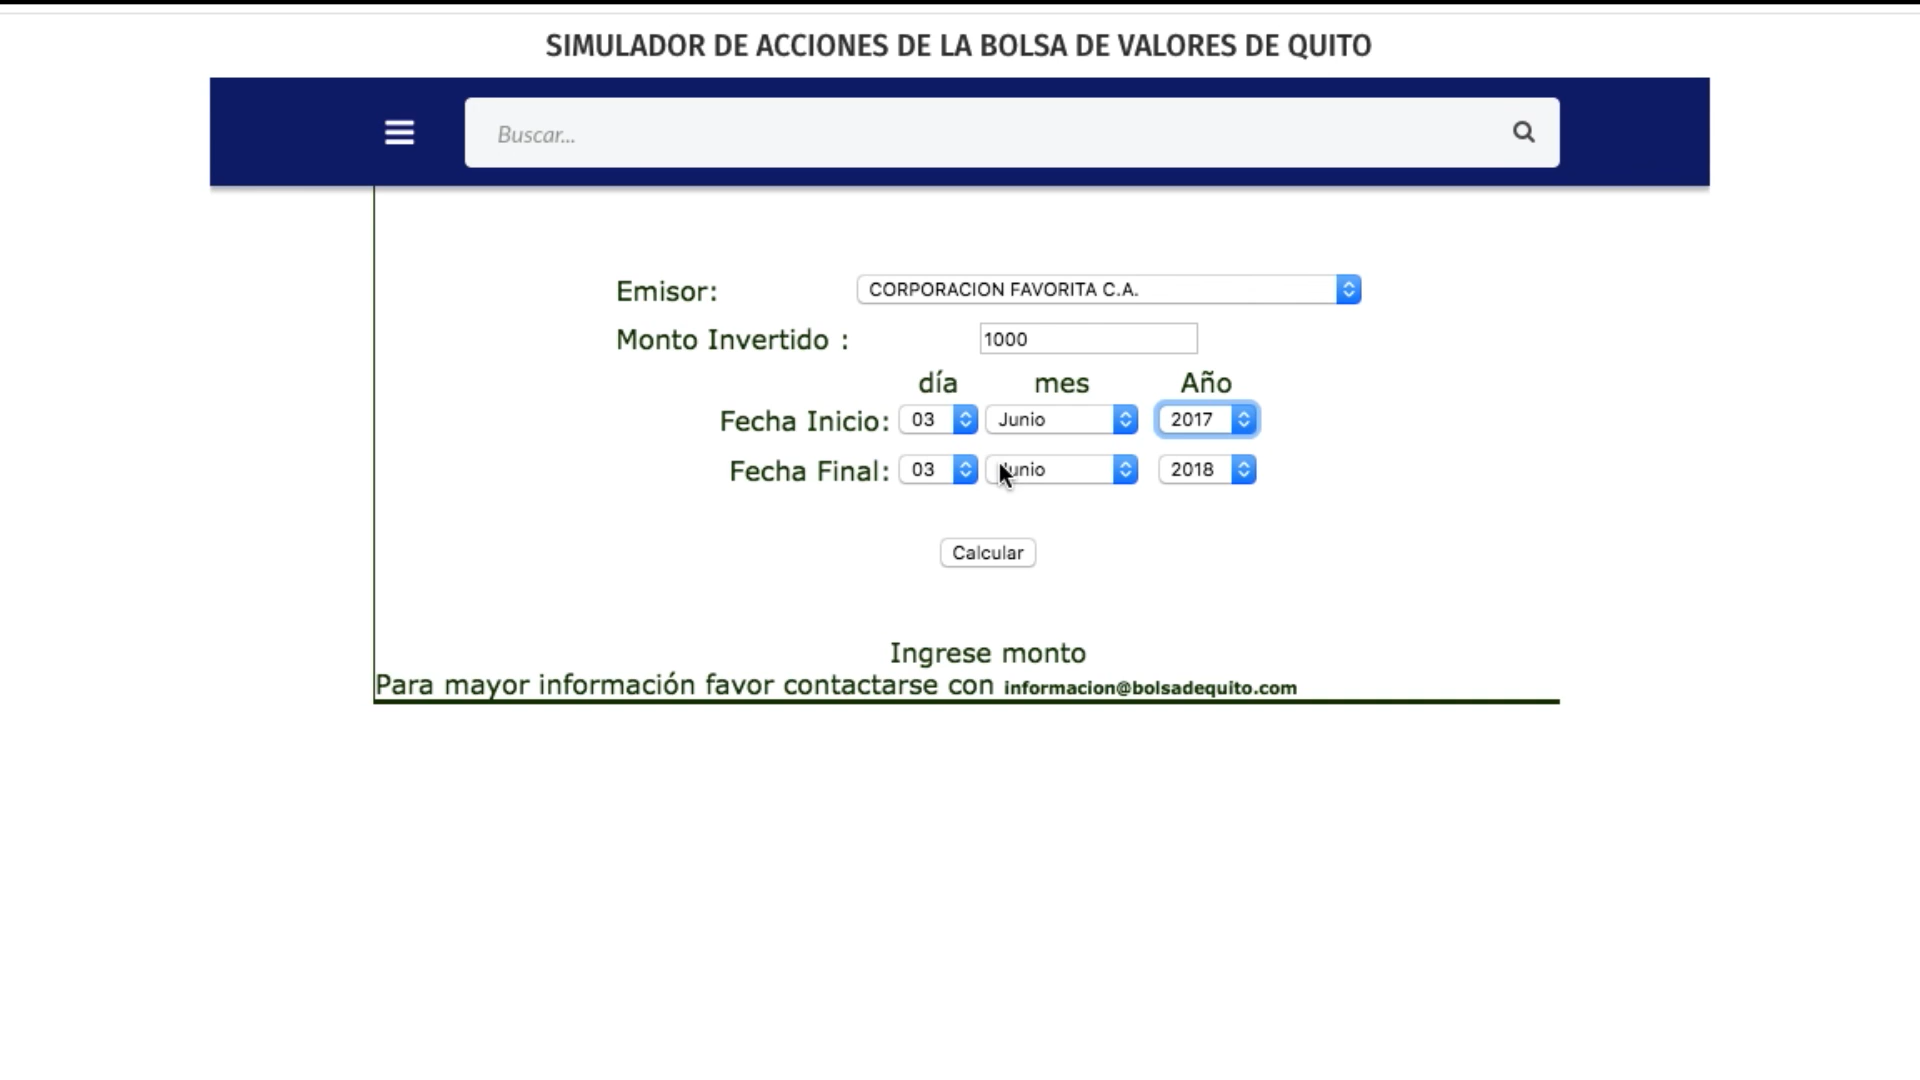 SIMULADOR DE ACCIONES DE LA BOLSA DE VALORES DE QUITO
Buscar...
Emisor: CORPORACION FAVORITA C.A.
Monto Invertido : 1000
día mes Año
Fecha Inicio: 03 Junio 2017
Fecha Final: 03 Junio 2018
Calcular
Ingrese monto
Para mayor información favor contactarse con informacion@bolsadequito.com